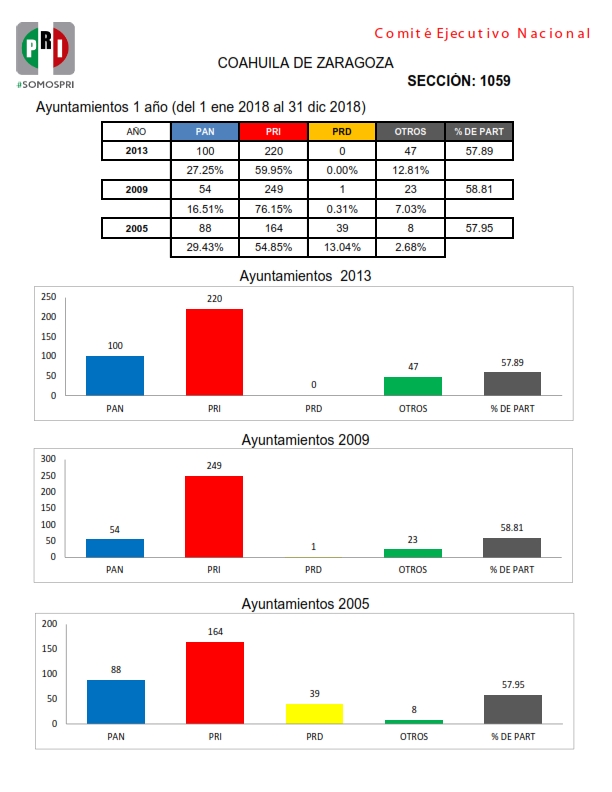 Comité Ejecutivo Nacional
PRI
#SOMOSPRI
COAHUILA DE ZARAGOZA
SECCIÓN: 1059
Ayuntamientos 1 año (del 1 ene 2018 al 31 dic 2018)
AÑO PAN PRI PRD OTROS % DE PART
2013 100 220 0 47 57.89
27.25% 59.95% 0.00% 12.81%
2009 54 249 1 23 58.81
16.51% 76.15% 0.31% 7.03%
2005 88 164 39 8 57.95
29.43% 54.85% 13.04% 2.68%
Ayuntamientos 2013
250
200
150
100
50
0
100 220 0 47 57.89
PAN PRI PRD OTROS % DE PART
Ayuntamientos 2009
300
250
200
150
100
50
0
54 249 1 23 58.81
PAN PRI PRD OTROS % DE PART
Ayuntamientos 2005
200
150
100
50
0
88 164 39 8 57.95
PAN PRI PRD OTROS % DE PART